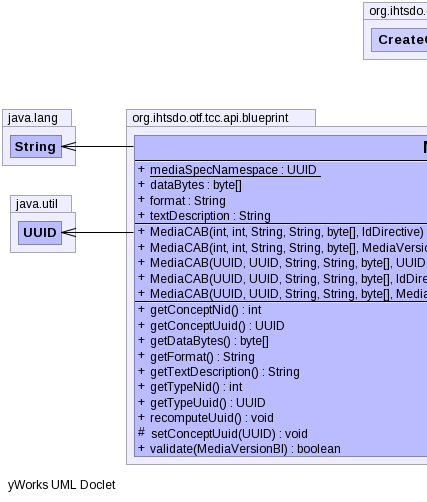 org.ihtsdo.
Create
java.lang
String
org.ihtsdo.otf.tcc.api.blueprint
+ mediaSpecNamespace : UUID
+ dataBytes : byte[]
+ format : String
+ textDescription : String
java.util
UUID
+ MediaCAB(int, int, String, String, byte[], IdDirective)
+ MediaCAB(int, int, String, String, byte[], MediaVersio
+ MediaCAB(UUID, UUID, String, String, byte[], UUID
+ MediaCAB(UUID, UUID, String, String, byte[], IdDire
+ MediaCAB(UUID, UUID, String, String, byte[], Media
+ getConceptNid() : int
+ getConceptUuid() : UUID
+ getDataBytes() : byte[]
+ getFormat() : String
+ getTextDescription() : String
+ getTypeNid() : int
+ getTypeUuid() : UUID
+ recomputeUuid() : void
# setConceptUuid(UUID) : void
+ validate(MediaVersionBI) : boolean
yWorks UML Doclet